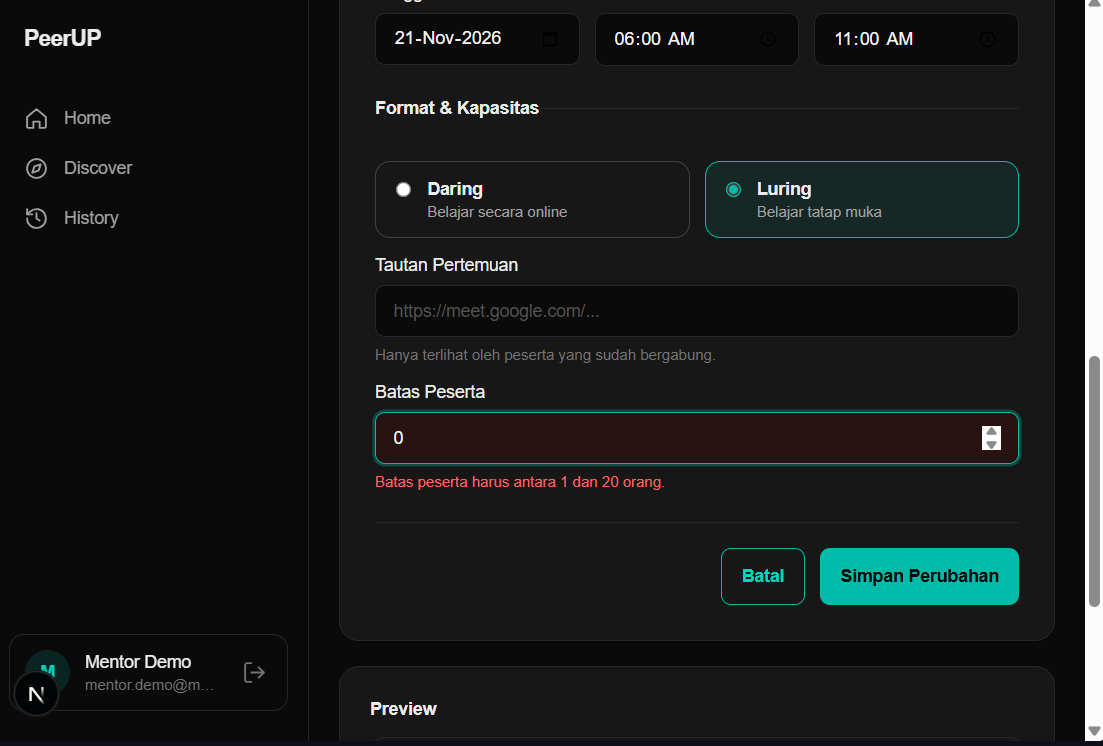 PeerUP
Home
Discover
History
21-Nov-2026
06:00 AM
11:00 AM
Format & Kapasitas
Daring
Belajar secara online
Luring
Belajar tatap muka
Tautan Pertemuan
https://meet.google.com/...
Hanya terlihat oleh peserta yang sudah bergabung.
Batas Peserta
0
Batas peserta harus antara 1 dan 20 orang.
Batal
Simpan Perubahan
Preview
M
Mentor Demo
mentor.demo@m...
N